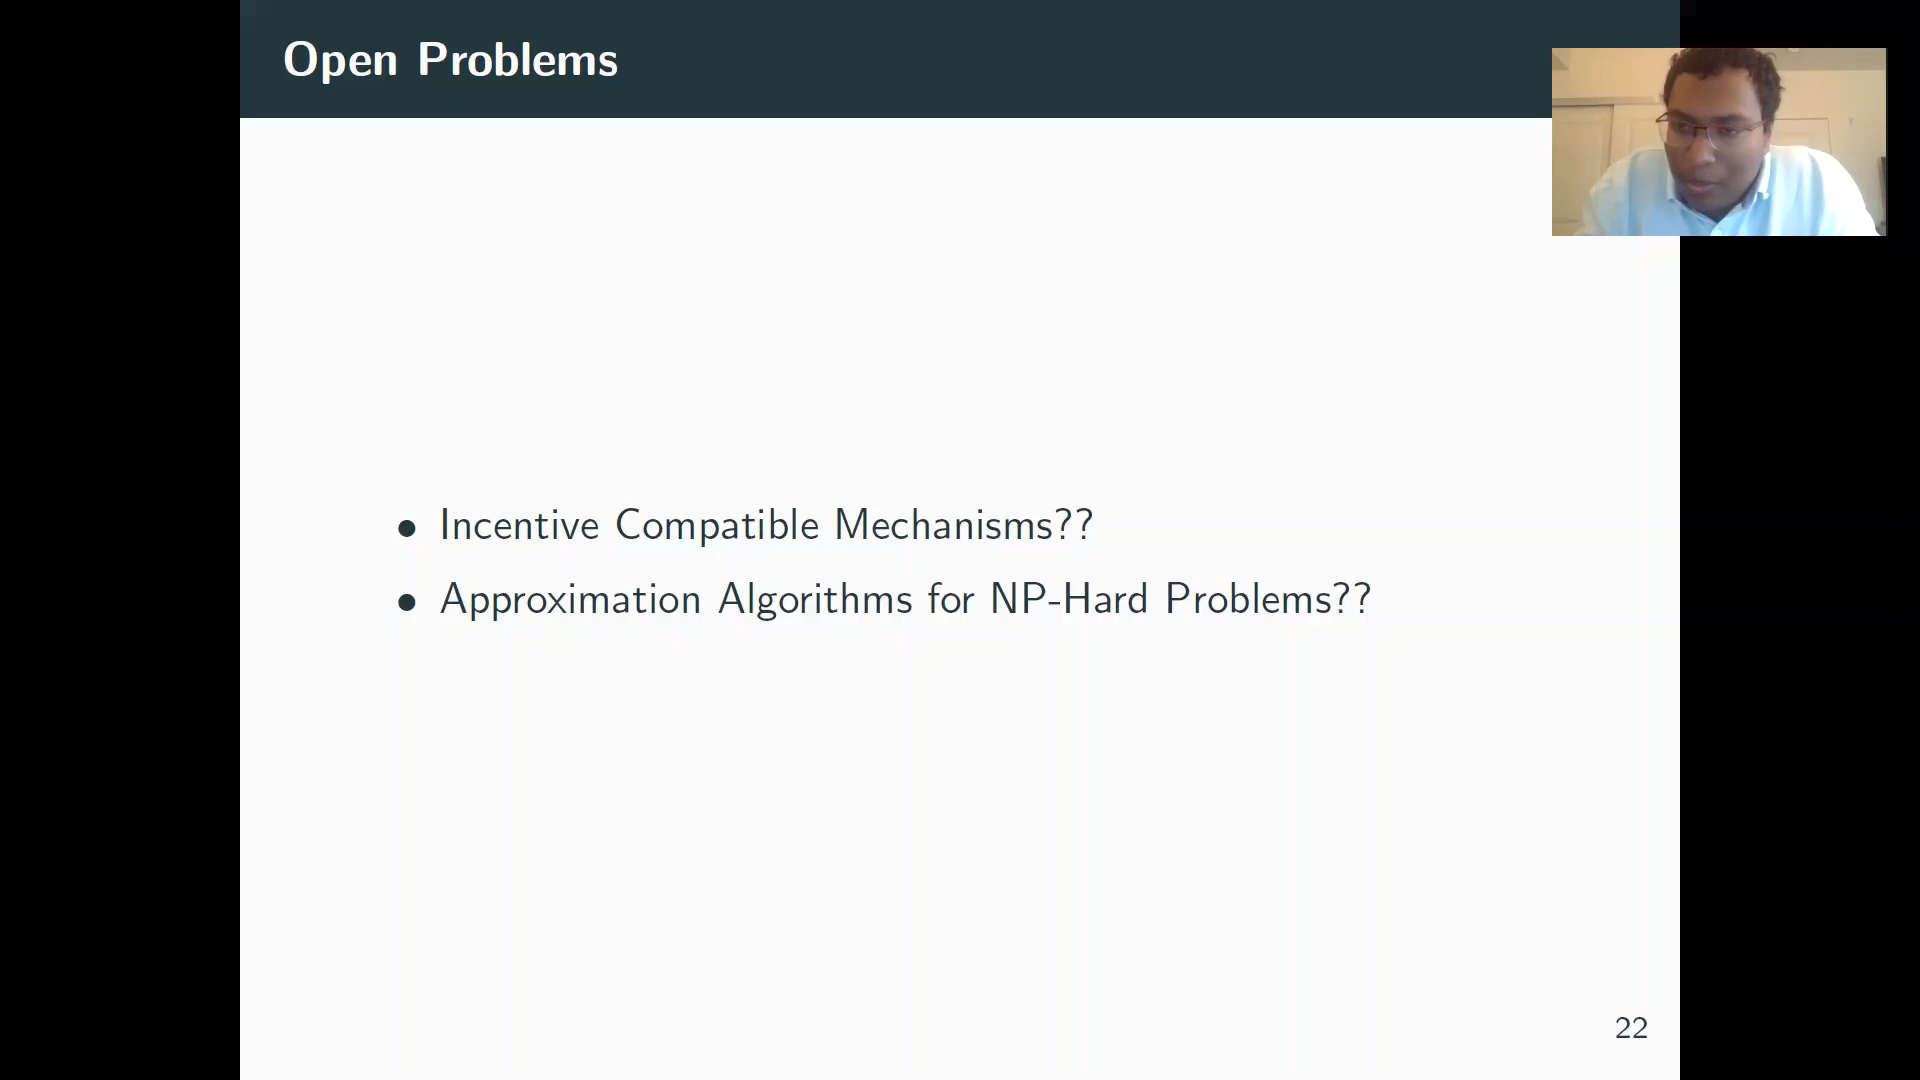 Open Problems
• Incentive Compatible Mechanisms??
• Approximation Algorithms for NP-Hard Problems??
22